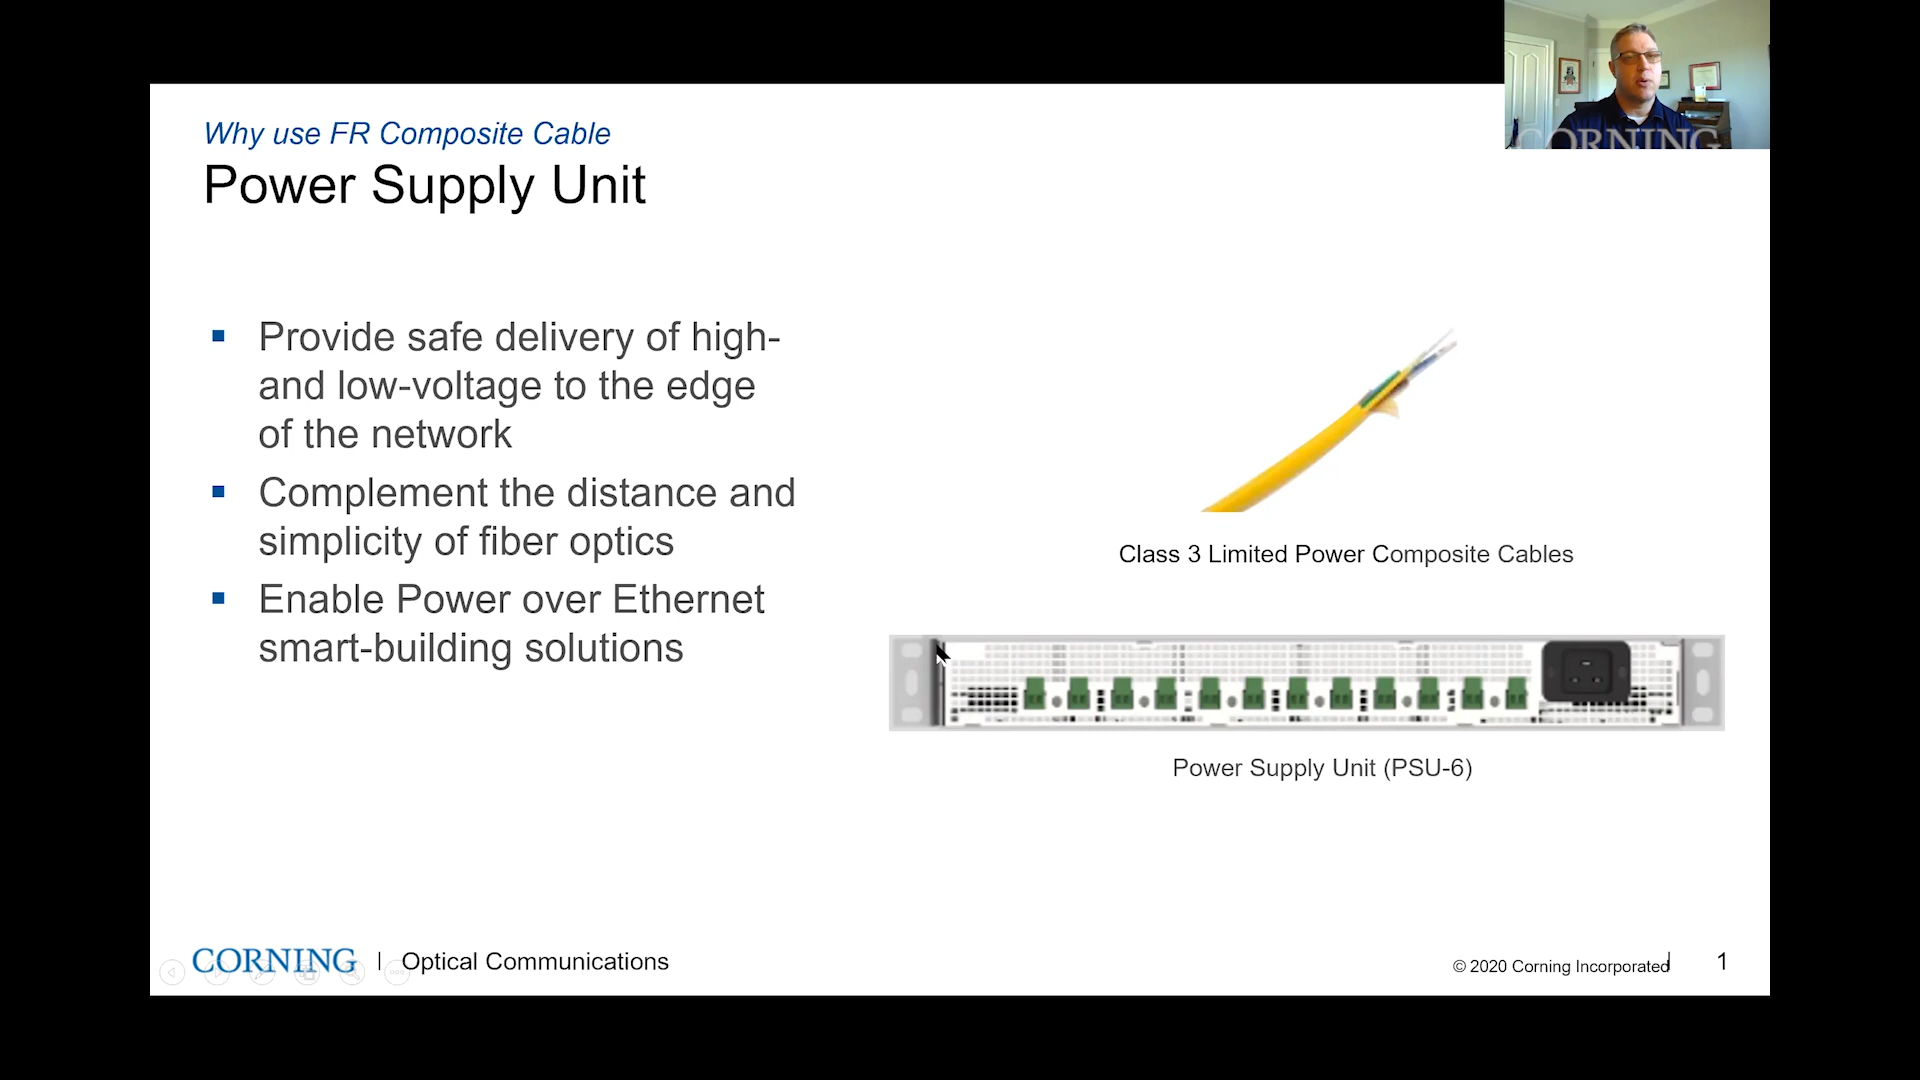 CORNING
Why use FR Composite Cable
Power Supply Unit
Provide safe delivery of high-
and low-voltage to the edge
of the network
Complement the distance and
simplicity of fiber optics
Enable Power over Ethernet
smart-building solutions
Class 3 Limited Power Composite Cables
Power Supply Unit (PSU-6)
CORNING | Optical Communications
© 2020 Corning Incorporated | 1